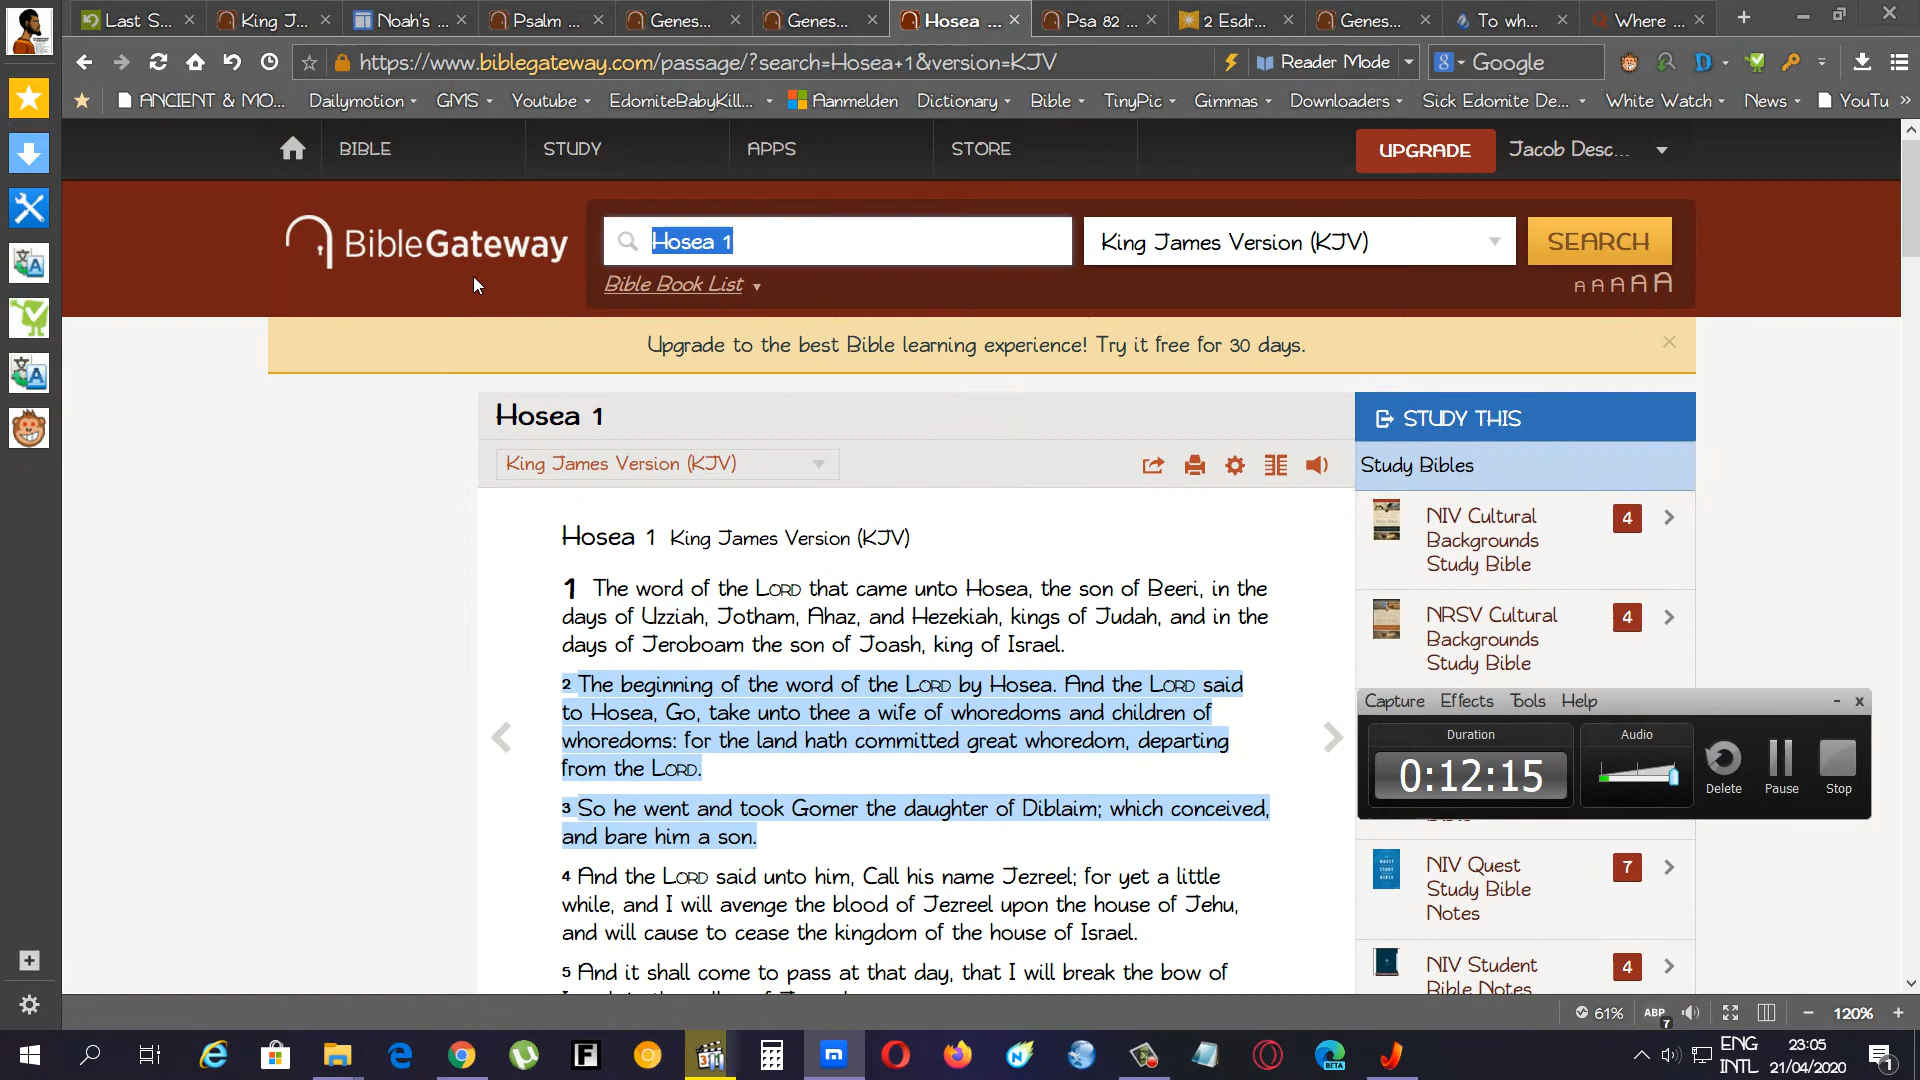 Last S...
King J...
Noah's ...
Psalm ...
Genes...
Genes...
Hosea ...
Psa 82 ...
2 Esdr...
Genes...
To wh...
Where ...
https://www.biblegateway.com/passage/?search=Hosea+1&version=KJV
Reader Mode
Google
ANCIENT & MO...
Dailymotion
GMS
Youtube
EdomiteBabyKill...
Aanmelden
Dictionary
Bible
TinyPic
Gimmas
Downloaders
Sick Edomite De...
White Watch
News
YouTu
BIBLE
STUDY
APPS
STORE
UPGRADE
Jacob Desc...
BibleGateway
Hosea 1
King James Version (KJV)
SEARCH
Bible Book List
A A A A A
Upgrade to the best Bible learning experience! Try it free for 30 days.
Hosea 1
King James Version (KJV)
Hosea 1 King James Version (KJV)
1 The word of the LORD that came unto Hosea, the son of Beeri, in the
days of Uzziah, Jotham, Ahaz, and Hezekiah, kings of Judah, and in the
days of Jeroboam the son of Joash, king of Israel.
2 The beginning of the word of the LORD by Hosea. And the LORD said
to Hosea, Go, take unto thee a wife of whoredoms and children of
whoredoms: for the land hath committed great whoredom, departing
from the LORD.
3 So he went and took Gomer the daughter of Diblaim; which conceived,
and bare him a son.
4 And the LORD said unto him, Call his name Jezreel; for yet a little
while, and I will avenge the blood of Jezreel upon the house of Jehu,
and will cause to cease the kingdom of the house of Israel.
5 And it shall come to pass at that day, that I will break the bow of
STUDY THIS
Study Bibles
NIV Cultural
Backgrounds
Study Bible
4
NRSV Cultural
Backgrounds
Study Bible
4
Capture Effects Tools Help
Duration
0:12:15
Audio
Delete
Pause
Stop
NIV Quest
Study Bible
Notes
7
NIV Student
Bible Notes
4
61%
ABP
7
120%
ENG
INTL
23:05
21/04/2020
1